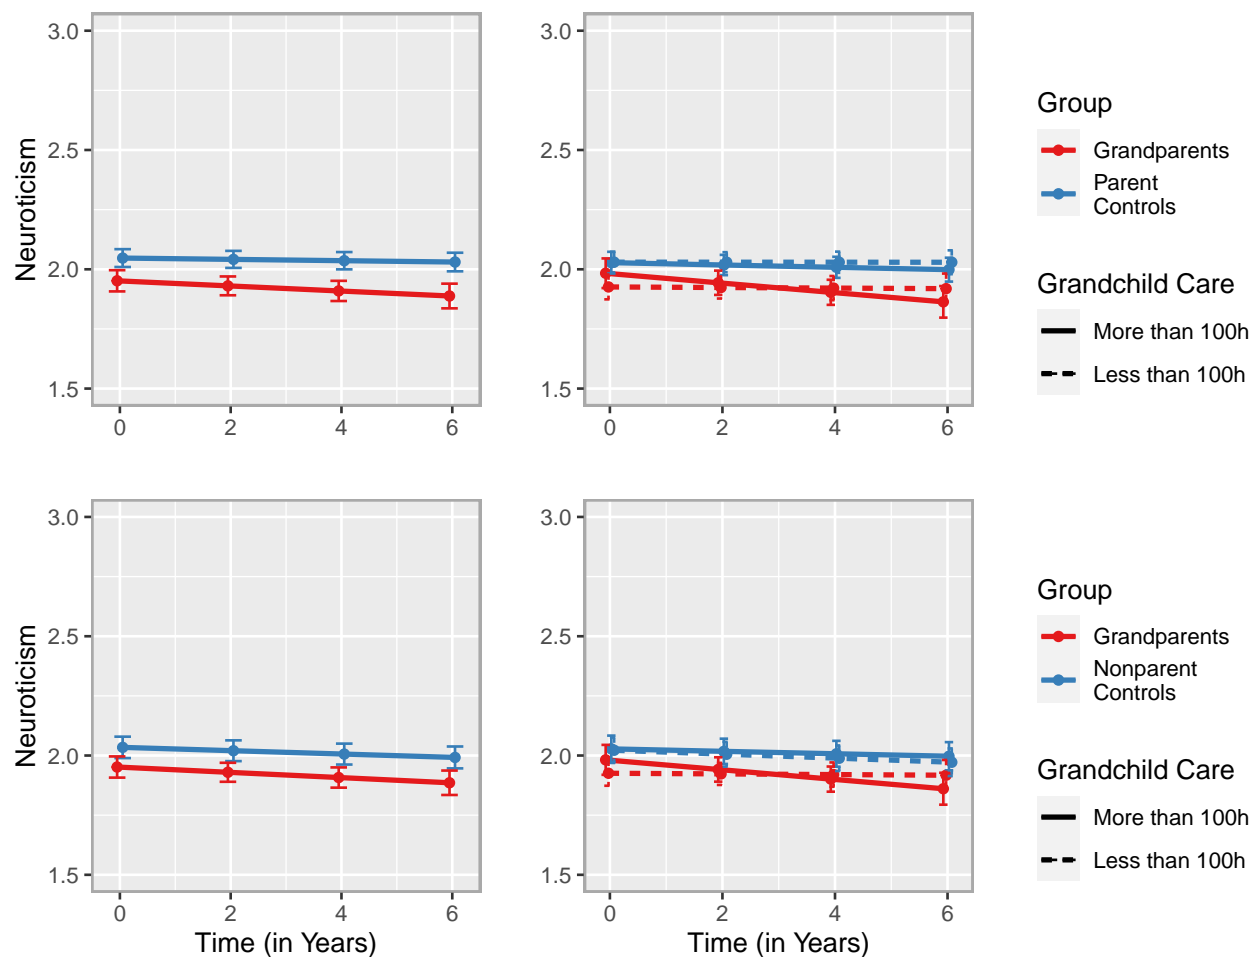 3.0
2.5
2.0
1.5
Neuroticism
0 2 4 6
3.0
2.5
2.0
1.5
0 2 4 6
Group
Grandparents
Parent
Controls
Grandchild Care
More than 100h
Less than 100h
3.0
2.5
2.0
1.5
Neuroticism
0 2 4 6
Time (in Years)
3.0
2.5
2.0
1.5
0 2 4 6
Time (in Years)
Group
Grandparents
Nonparent
Controls
Grandchild Care
More than 100h
Less than 100h